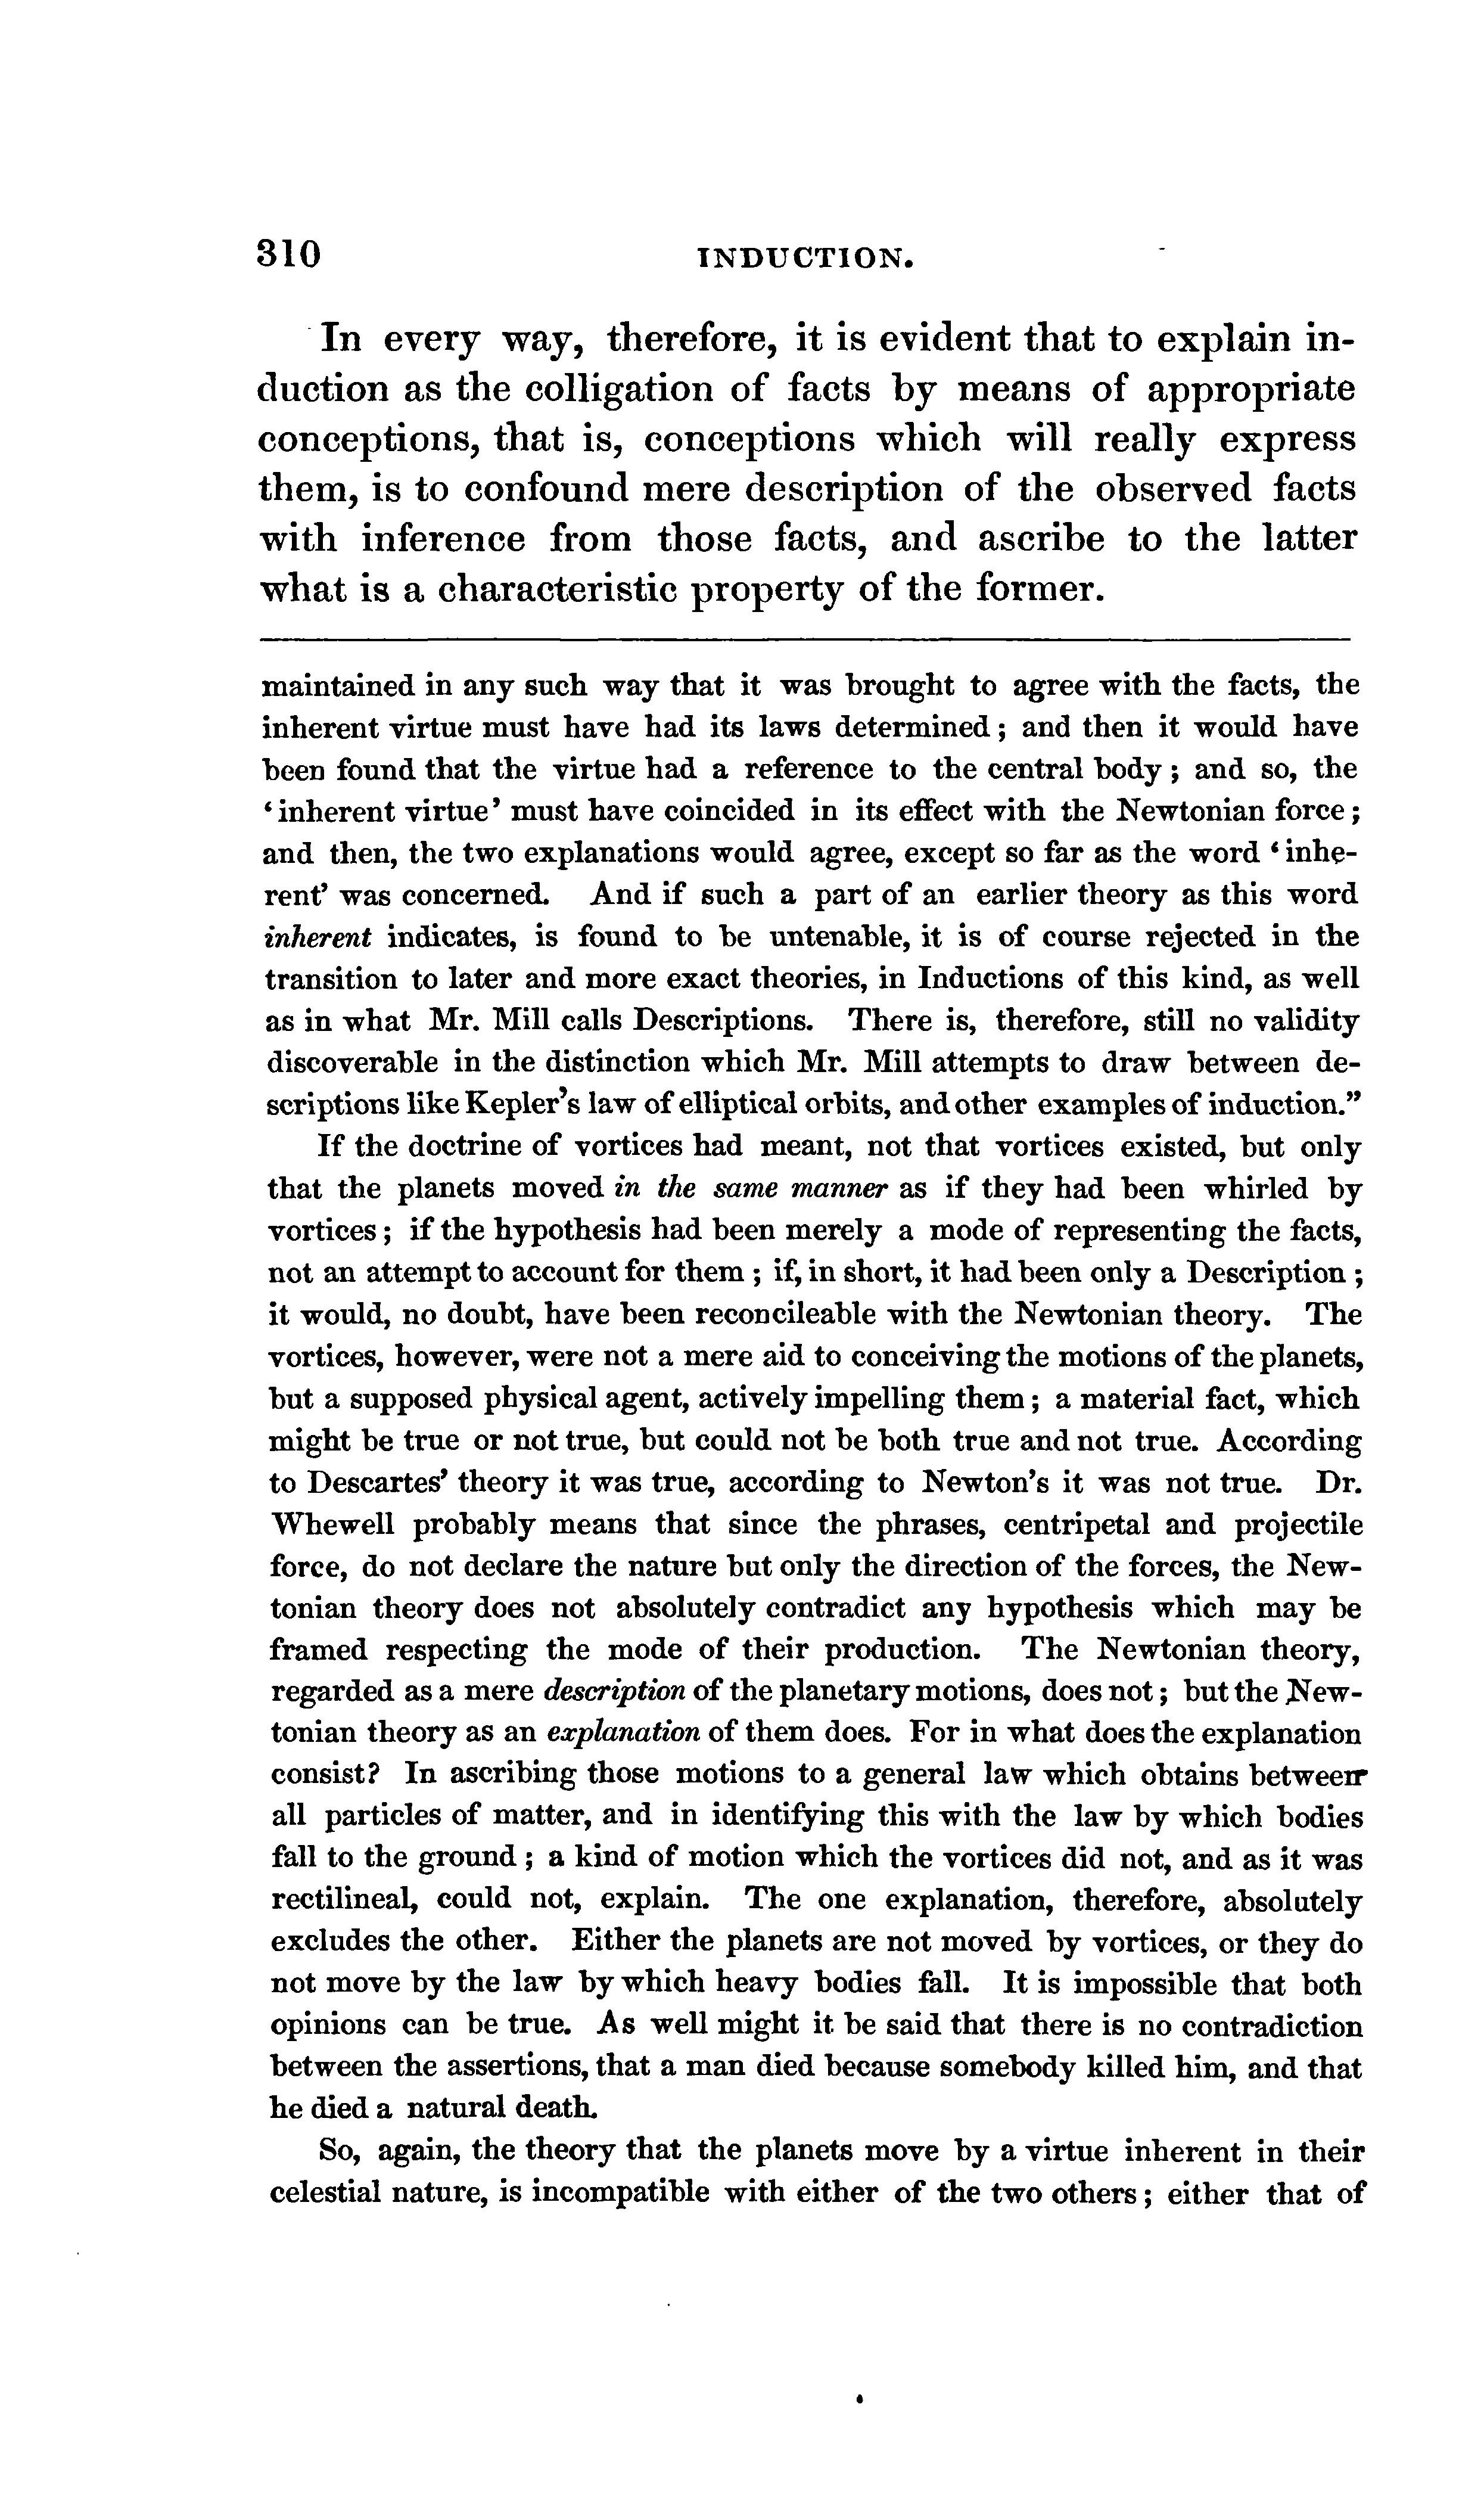 310 INDUCTION.
In every way, therefore, it is evident that to explain in-
duction as the colligation of facts by means of appropriate
conceptions, that is, conceptions which will really express
them, is to confound mere description of the observed facts
with inference from those facts, and ascribe to the latter
what is a characteristic property of the former.
maintained in any such way that it was brought to agree with the facts, the
inherent virtue must have had its laws determined ; and then it would have
been found that the virtue had a reference to the central body ; and so, the
‘ inherent virtue’ must have coincided in its effect with the Newtonian force ;
and then, the two explanations would agree, except so far as the word ‘ inhe-
rent’ was concerned. And if such a part of an earlier theory as this word
inherent indicates, is found to be untenable, it is of course rejected in the
transition to later and more exact theories, in Inductions of this kind, as well
as in what Mr. Mill calls Descriptions. There is, therefore, still no validity
discoverable in the distinction which Mr. Mill attempts to draw between de-
scriptions like Kepler’s law of elliptical orbits, and other examples of induction.”
If the doctrine of vortices had meant, not that vortices existed, but only
that the planets moved in the same manner as if they had been whirled by
vortices ; if the hypothesis had been merely a mode of representing the facts,
not an attempt to account for them ; if, in short, it had been only a Description ;
it would, no doubt, have been reconcileable with the Newtonian theory. The
vortices, however, were not a mere aid to conceiving the motions of the planets,
but a supposed physical agent, actively impelling them ; a material fact, which
might be true or not true, but could not be both true and not true. According
to Descartes’ theory it was true, according to Newton’s it was not true. Dr.
Whewell probably means that since the phrases, centripetal and projectile
force, do not declare the nature but only the direction of the forces, the New-
tonian theory does not absolutely contradict any hypothesis which may be
framed respecting the mode of their production. The Newtonian theory,
regarded as a mere description of the planetary motions, does not ; but the New-
tonian theory as an explanation of them does. For in what does the explanation
consist? In ascribing those motions to a general law which obtains between
all particles of matter, and in identifying this with the law by which bodies
fall to the ground ; a kind of motion which the vortices did not, and as it was
rectilineal, could not, explain. The one explanation, therefore, absolutely
excludes the other. Either the planets are not moved by vortices, or they do
not move by the law by which heavy bodies fall. It is impossible that both
opinions can be true. As well might it be said that there is no contradiction
between the assertions, that a man died because somebody killed him, and that
he died a natural death.
So, again, the theory that the planets move by a virtue inherent in their
celestial nature, is incompatible with either of the two others ; either that of